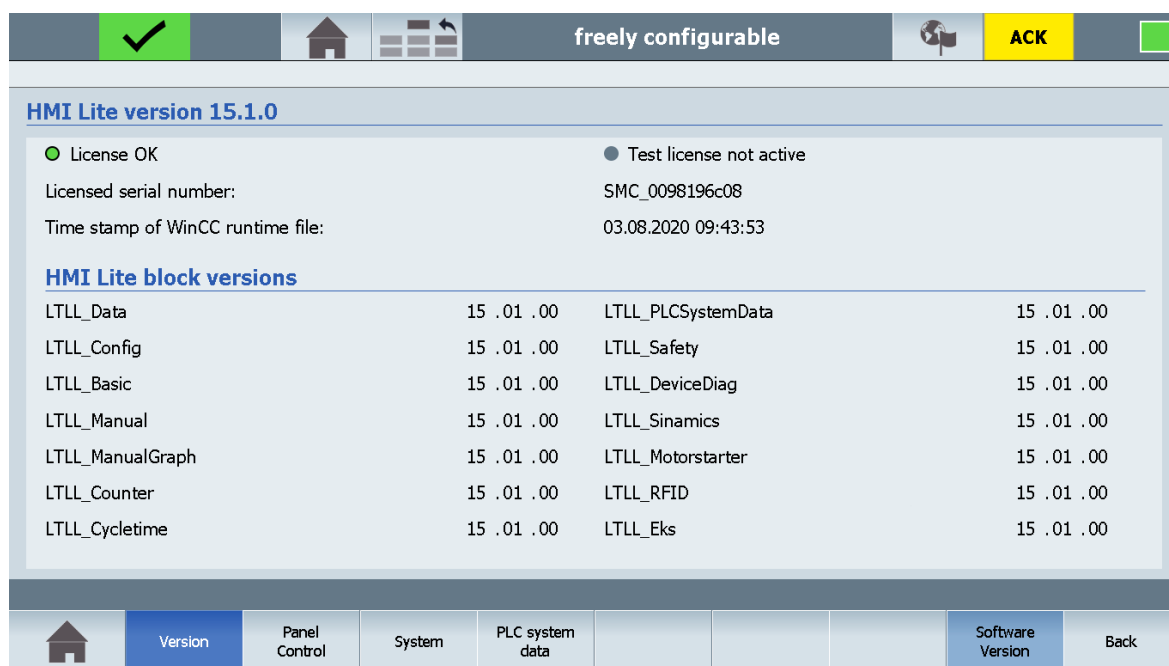 freely configurable
ACK
HMI Lite version 15.1.0
License OK
Test license not active
Licensed serial number:
SMC_0098196c08
Time stamp of WinCC runtime file:
03.08.2020 09:43:53
HMI Lite block versions
LTLL_Data 15 .01 .00 LTLL_PLCSystemData 15 .01 .00
LTLL_Config 15 .01 .00 LTLL_Safety 15 .01 .00
LTLL_Basic 15 .01 .00 LTLL_DeviceDiag 15 .01 .00
LTLL_Manual 15 .01 .00 LTLL_Sinamics 15 .01 .00
LTLL_ManualGraph 15 .01 .00 LTLL_Motorstarter 15 .01 .00
LTLL_Counter 15 .01 .00 LTLL_RFID 15 .01 .00
LTLL_Cycletime 15 .01 .00 LTLL_Eks 15 .01 .00
Version
Panel
Control
System
PLC system
data
Software
Version
Back